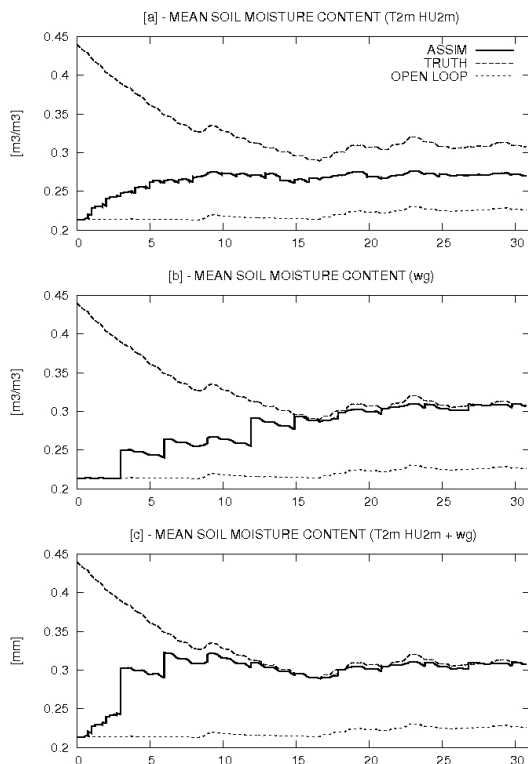 [a] - MEAN SOIL MOISTURE CONTENT (T2m HU2m)
0.45
0.4
0.35
0.3
0.25
0.2
[m3/m3]
ASSIM
TRUTH
OPEN LOOP
0 5 10 15 20 25 30
[b] - MEAN SOIL MOISTURE CONTENT (wg)
0.45
0.4
0.35
0.3
0.25
0.2
[m3/m3]
0 5 10 15 20 25 30
[c] - MEAN SOIL MOISTURE CONTENT (T2m HU2m + wg)
0.45
0.4
0.35
0.3
0.25
0.2
[mm]
0 5 10 15 20 25 30